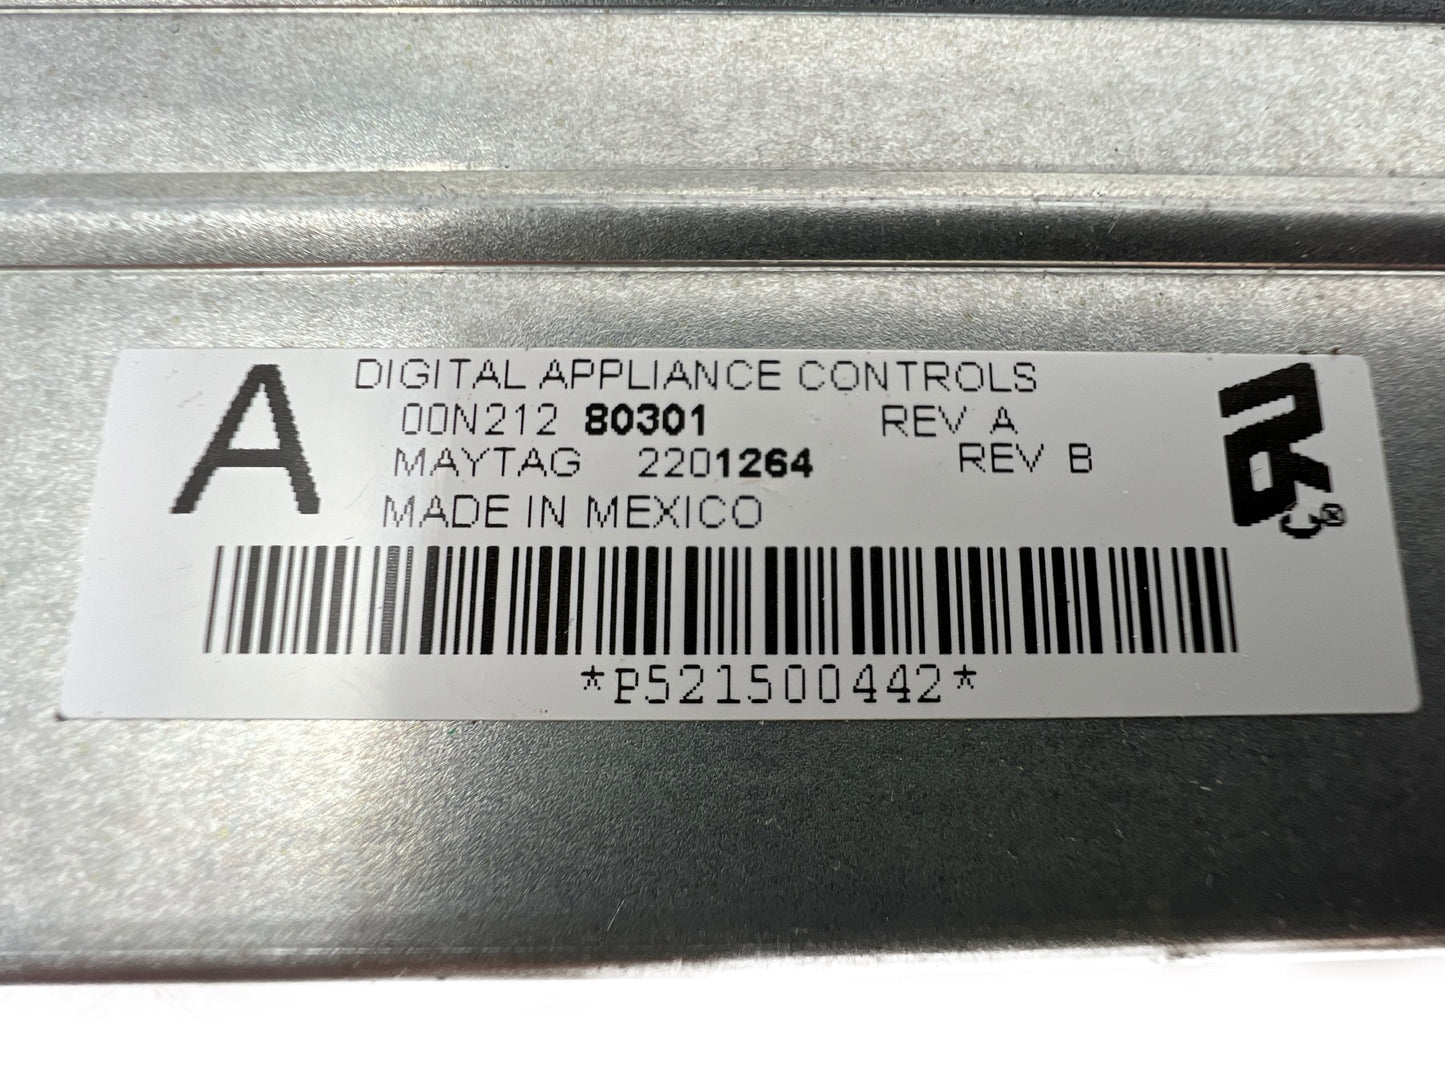 A
DIGITAL APPLIANCE CONTROLS
00N212 80301 REV A
MAYTAG 2201264 REV B
MADE IN MEXICO
*P521500442*